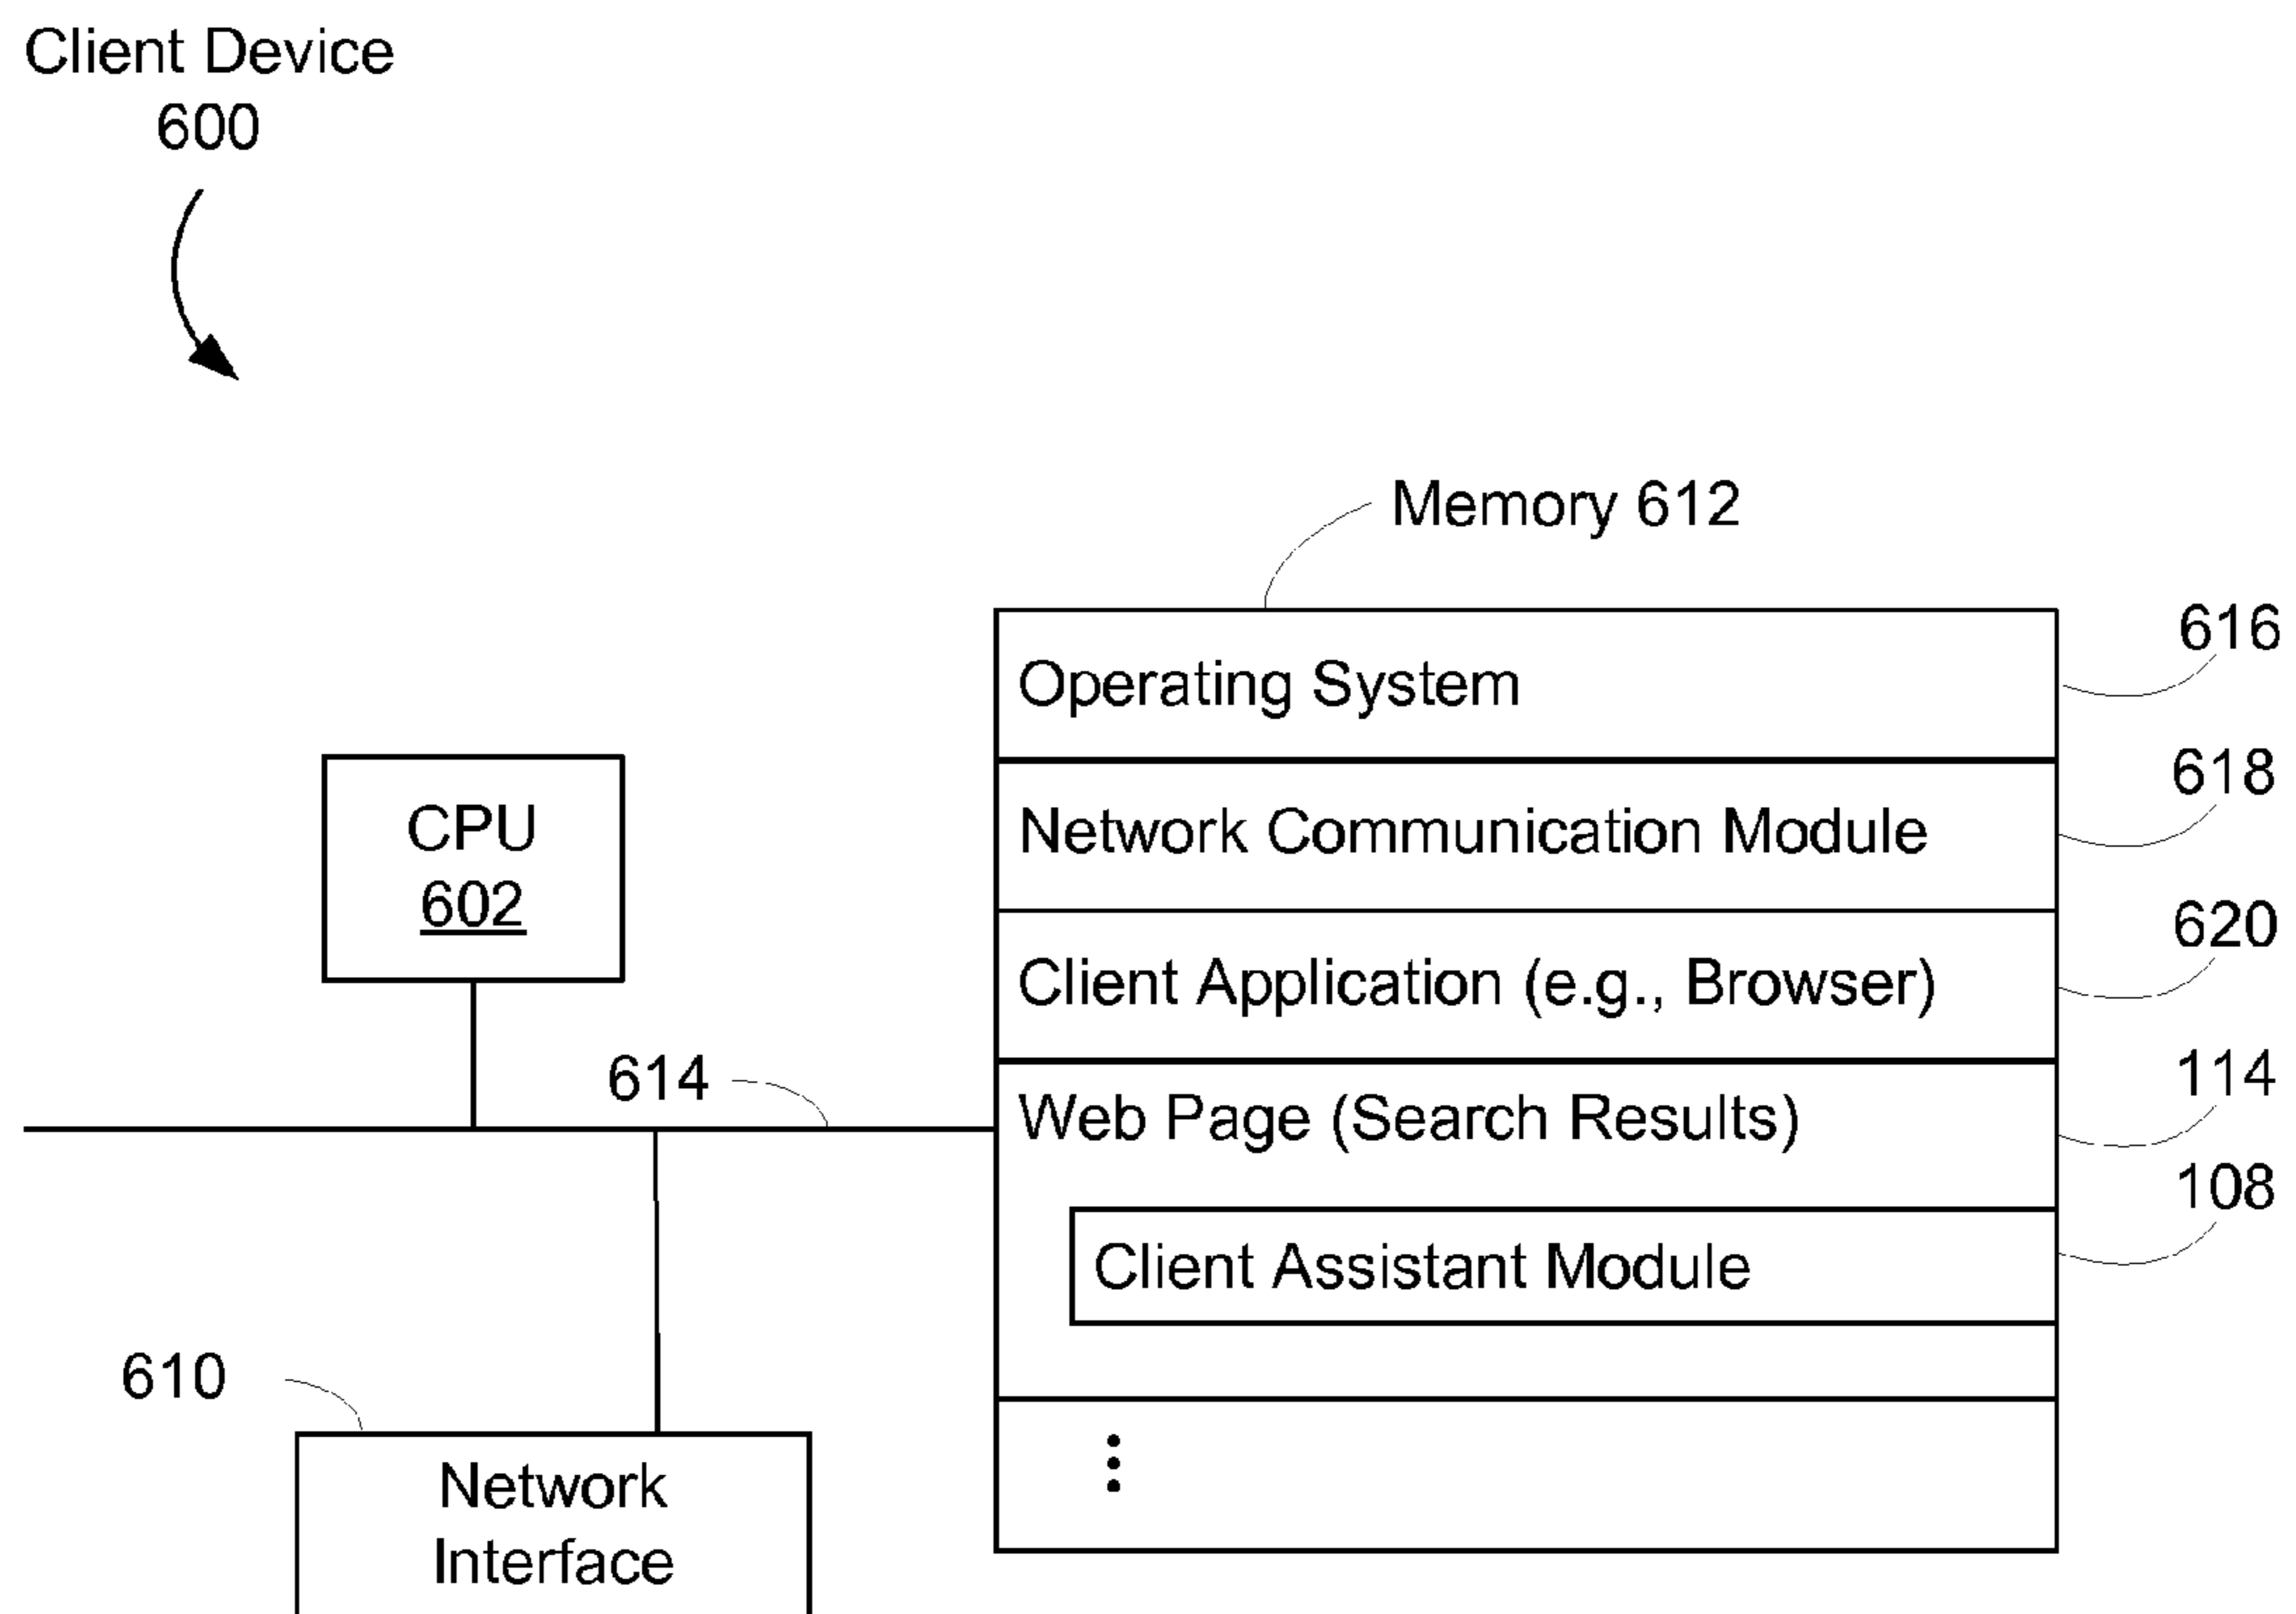 Client Device
600
Memory 612
616
Operating System
618
Network Communication Module
CPU
602
620
Client Application (e.g., Browser)
614
114
Web Page (Search Results)
108
Client Assistant Module
610
Network
Interface